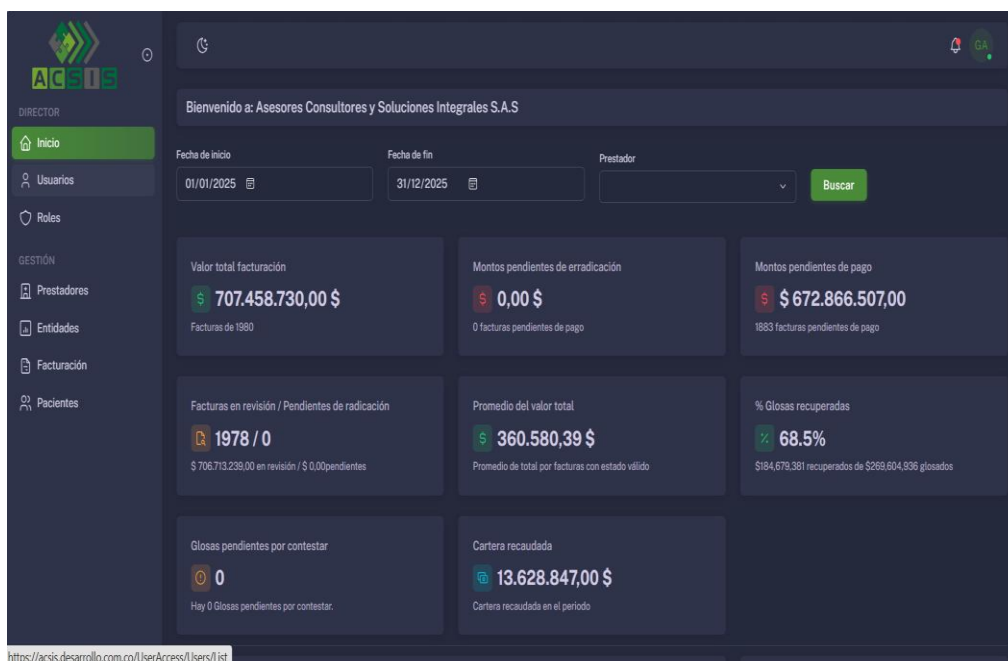 ACSIS
GA
DIRECTOR
Inicio
Usuarios
Roles
GESTIÓN
Prestadores
Entidades
Facturación
Pacientes
Bienvenido a: Asesores Consultores y Soluciones Integrales S.A.S
Fecha de inicio
01/01/2025
Fecha de fin
31/12/2025
Prestador
Buscar
Valor total facturación
$ 707.458.730,00 $
Facturas de 1980
Montos pendientes de erradicación
$ 0,00 $
0 facturas pendientes de pago
Montos pendientes de pago
$ $ 672.866.507,00
1883 facturas pendientes de pago
Facturas en revisión / Pendientes de radicación
1978 / 0
$ 706.713.239,00 en revisión / $ 0,00pendientes
Promedio del valor total
$ 360.580,39 $
Promedio de total por facturas con estado válido
% Glosas recuperadas
% 68.5%
$184,679,381 recuperados de $269,604,936 glosados
Glosas pendientes por contestar
0
Hay 0 Glosas pendientes por contestar.
Cartera recaudada
13.628.847,00 $
Cartera recaudada en el periodo
https://acsis.desarrollo.com.co/UserAccess/Users/List